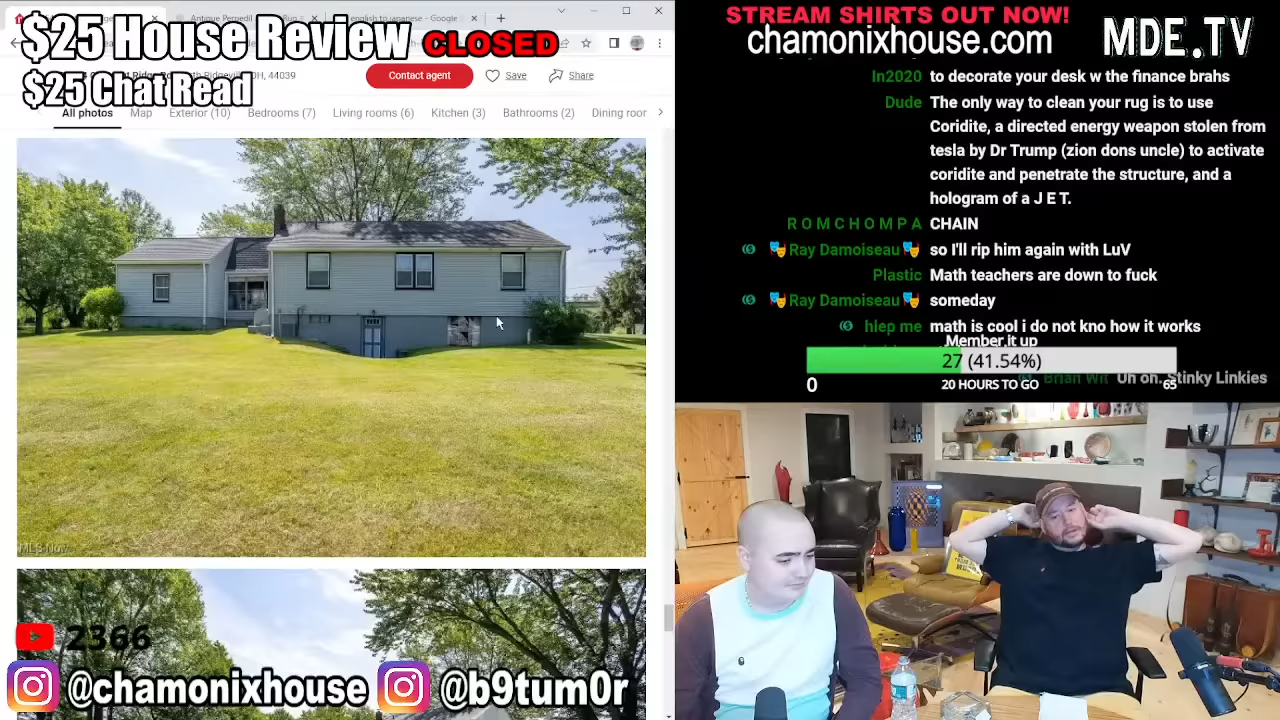 $25 House Review CLOSED
$25 Chat Read
OH, 44039
Contact agent
Save
Share
All photos
Map
Exterior (10)
Bedrooms (7)
Living rooms (6)
Kitchen (3)
Bathrooms (2)
Dining roor
MLS Now
2366
@chamonixhouse
@b9tum0r
STREAM SHIRTS OUT NOW!
chamonixhouse.com
MDE.TV
In2020 to decorate your desk w the finance brahs
Dude The only way to clean your rug is to use
Coridite, a directed energy weapon stolen from
tesla by Dr Trump (zion dons uncle) to activate
coridite and penetrate the structure, and a
hologram of a J E T.
R O M C H O M P A CHAIN
🎭Ray Damoiseau🎭 so I'll rip him again with LuV
Plastic Math teachers are down to fuck
🎭Ray Damoiseau🎭 someday
hiep me math is cool i do not kno how it works
Member it up
27 (41.54%)
0
20 HOURS TO GO
65
Brian Wit Uh oh. Stinky Linkies